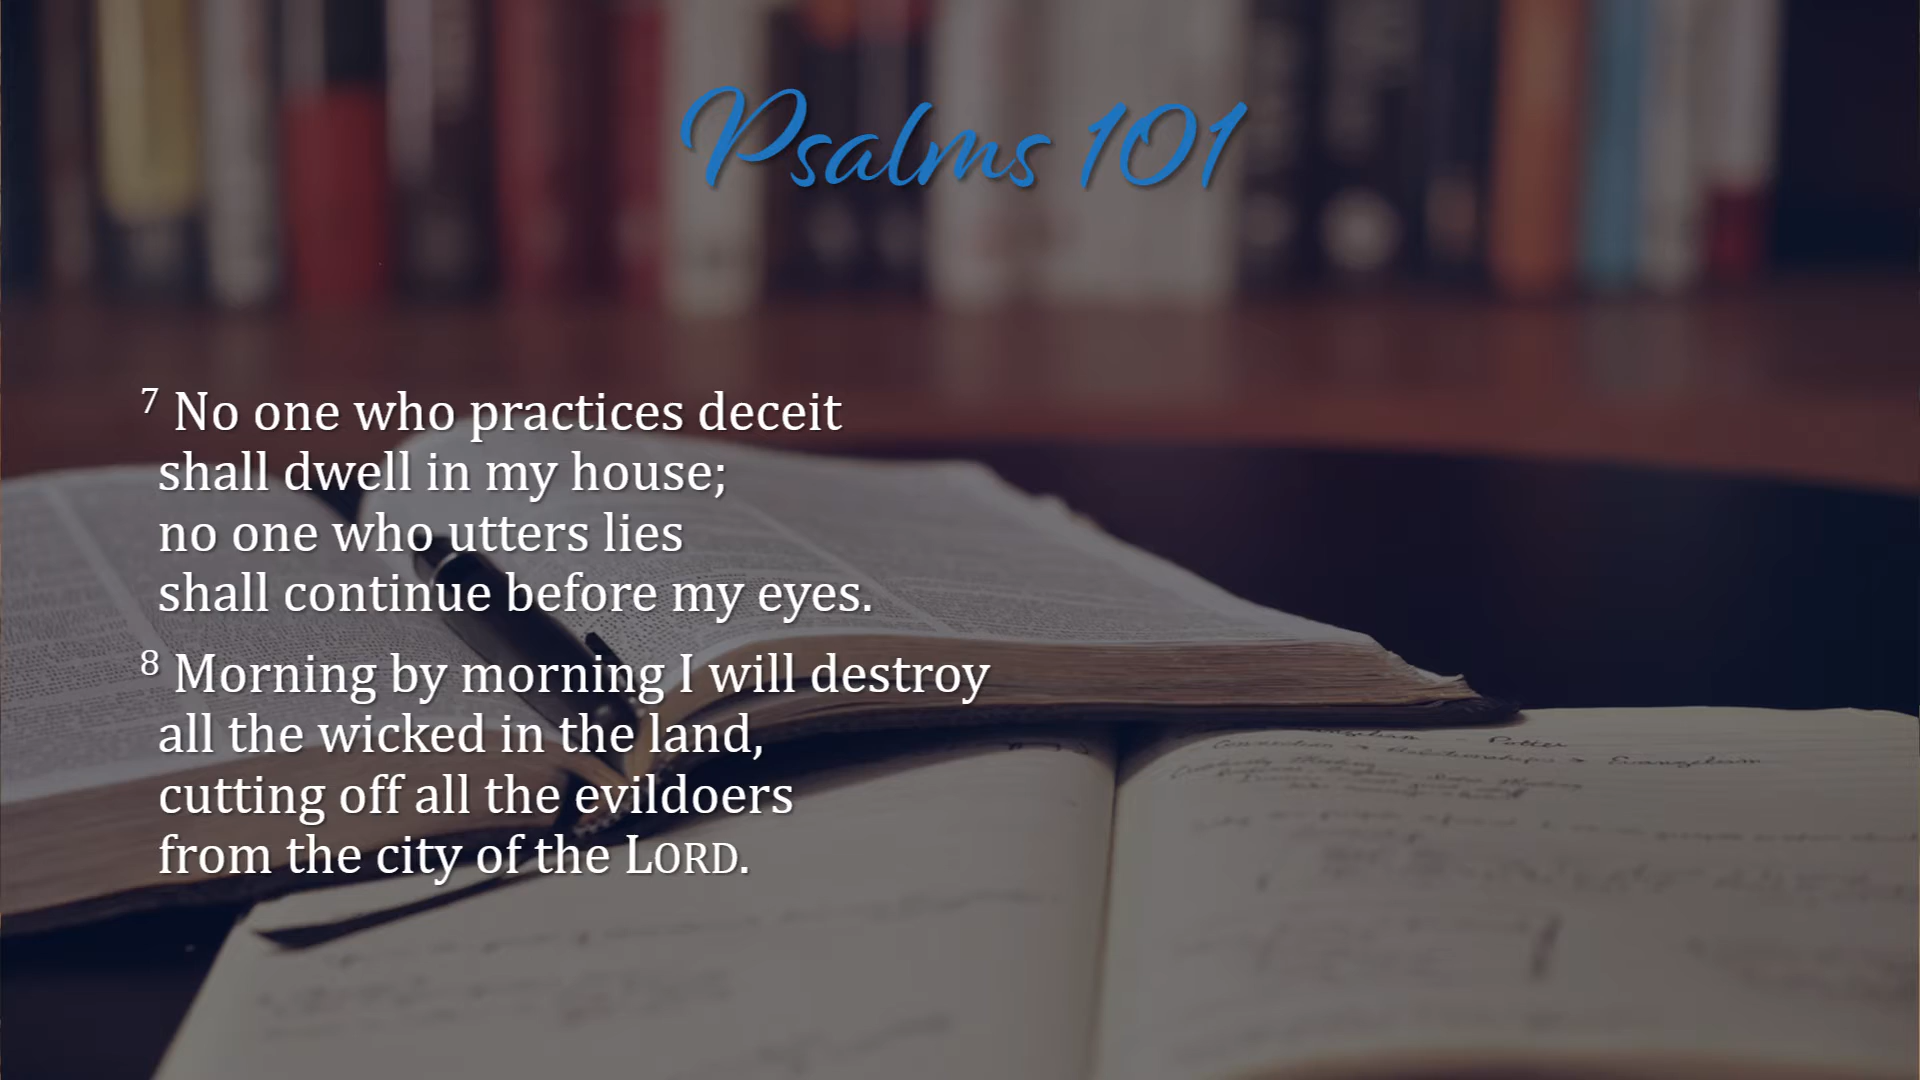 Psalms 101
7 No one who practices deceit
shall dwell in my house;
no one who utters lies
shall continue before my eyes.
8 Morning by morning I will destroy
all the wicked in the land,
cutting off all the evildoers
from the city of the LORD.
Evangelism